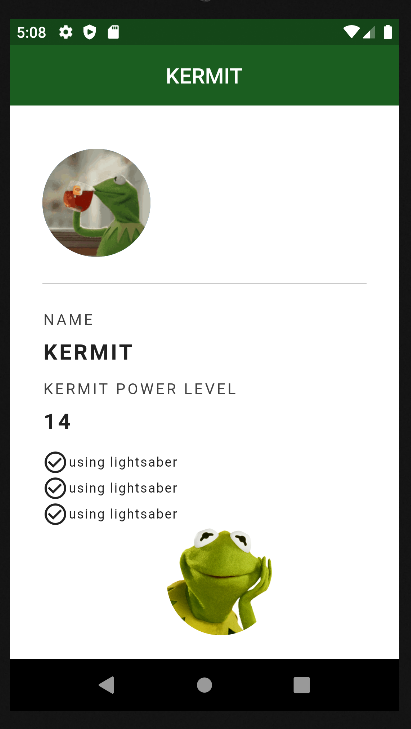 5:08
KERMIT
NAME
KERMIT
KERMIT POWER LEVEL
14
using lightsaber
using lightsaber
using lightsaber